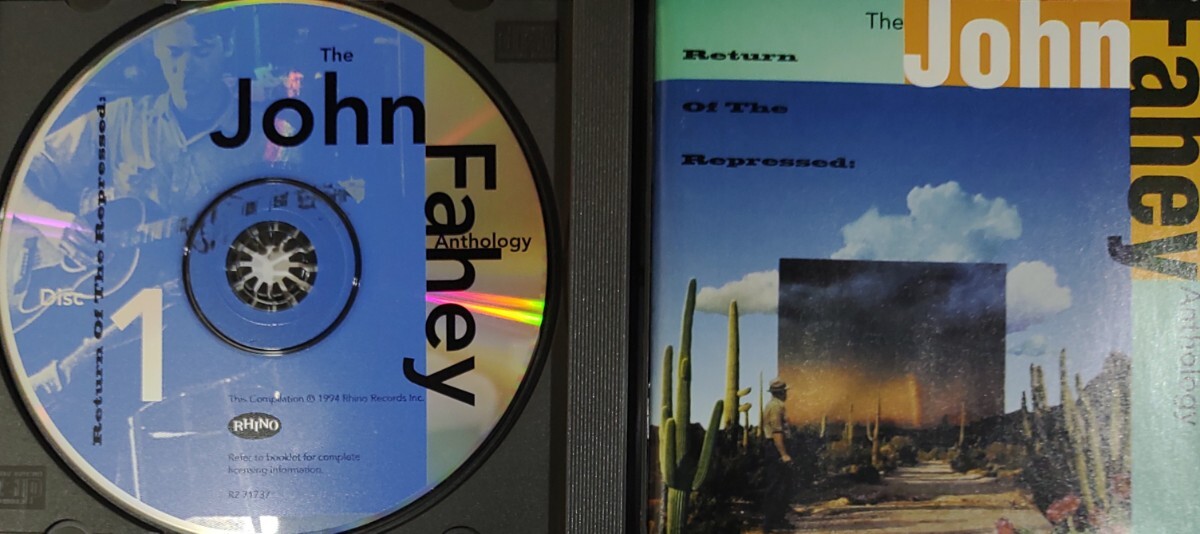 The
John
Fahey
Anthology
Return Of The Repressed:
Disc
1
This Compilation ℗ 1994 Rhino Records Inc.
RHINO
Refer to booklet for complete
licensing information.
R2 71737
The John
Fahey
Anthology
Return
Of The
Repressed: